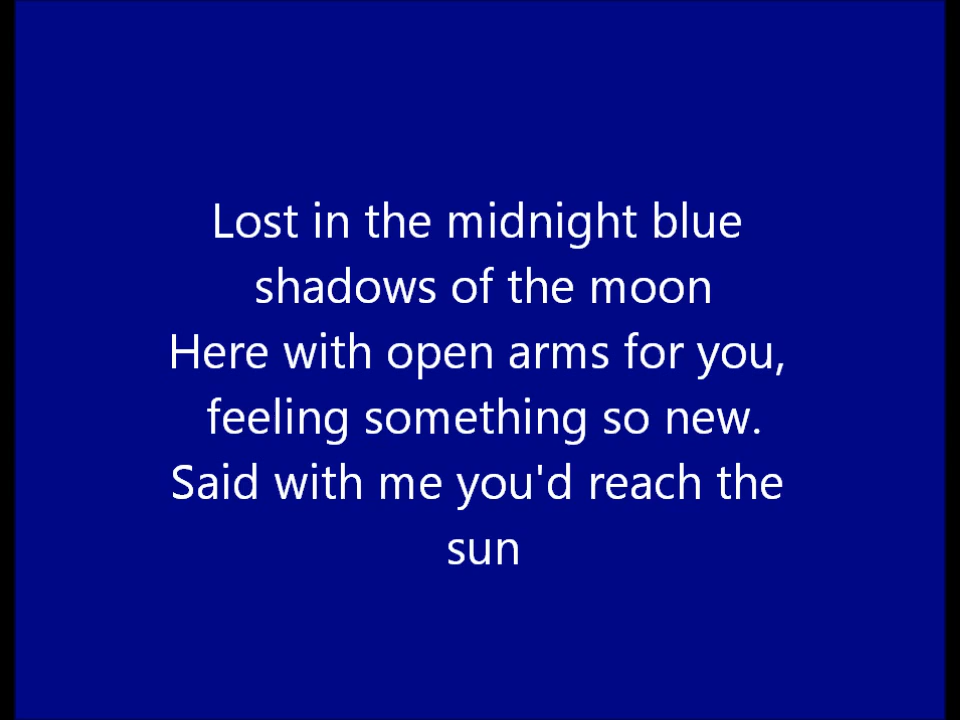 Lost in the midnight blue
shadows of the moon
Here with open arms for you,
feeling something so new.
Said with me you'd reach the
sun